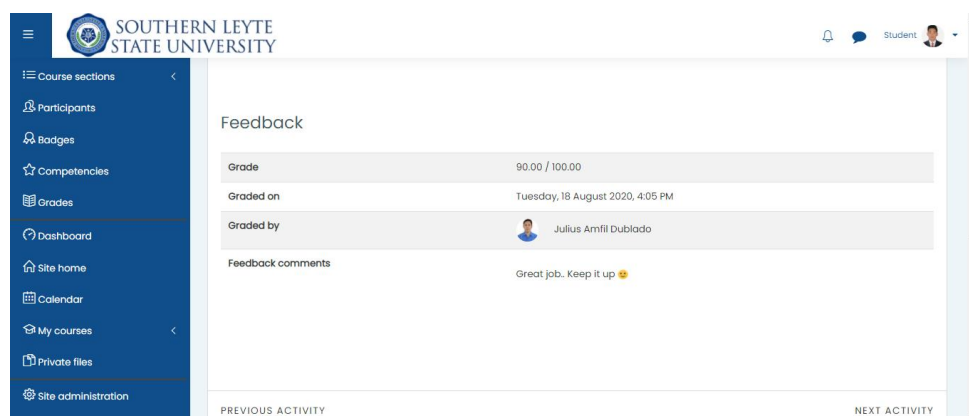 SOUTHERN LEYTE
STATE UNIVERSITY
Student
Course sections
Participants
Badges
Competencies
Grades
Dashboard
Site home
Calendar
My courses
Private files
Site administration
Feedback
Grade 90.00 / 100.00
Graded on Tuesday, 18 August 2020, 4:05 PM
Graded by Julius Amfil Dublado
Feedback comments
Great job.. Keep it up 😊
PREVIOUS ACTIVITY NEXT ACTIVITY